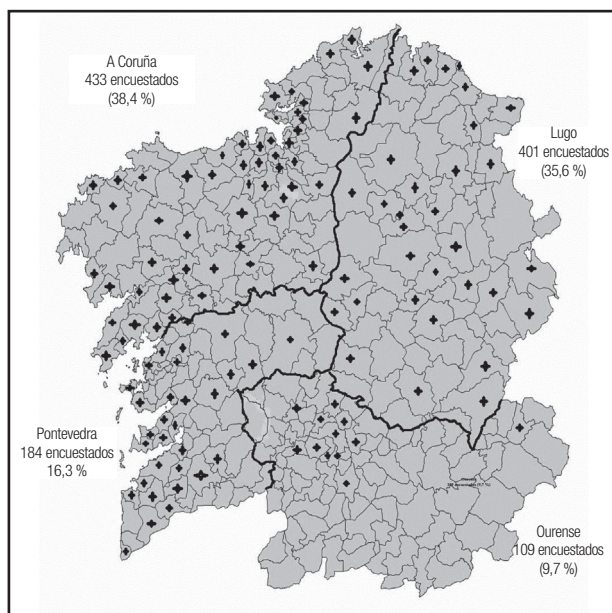 A Coruña
433 encuestados
(38,4 %)
Lugo
401 encuestados
(35,6 %)
Pontevedra
184 encuestados
16,3 %
Ourense
109 encuestados
(9,7 %)